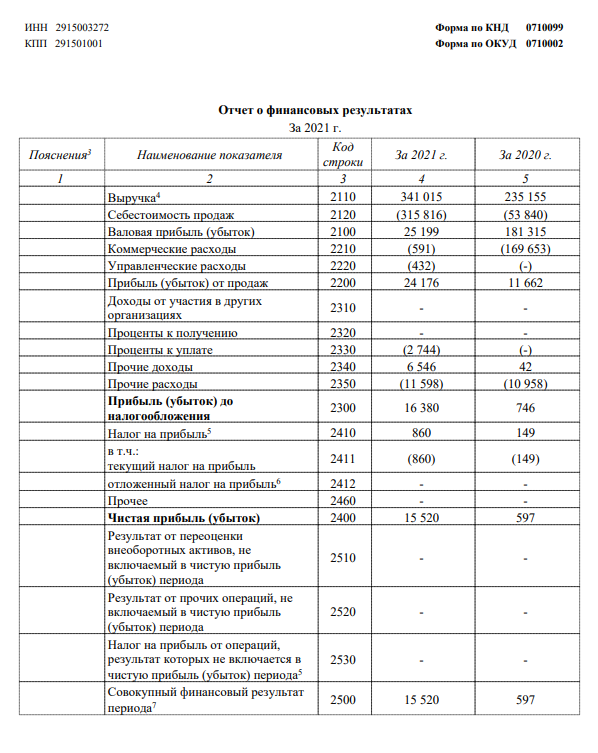 ИНН 2915003272 Форма по КНД 0710099
КПП 291501001 Форма по ОКУД 0710002
Отчет о финансовых результатах
За 2021 г.
Пояснения3 Наименование показателя Код строки За 2021 г. За 2020 г.
1 2 3 4 5
Выручка4 2110 341 015 235 155
Себестоимость продаж 2120 (315 816) (53 840)
Валовая прибыль (убыток) 2100 25 199 181 315
Коммерческие расходы 2210 (591) (169 653)
Управленческие расходы 2220 (432) (-)
Прибыль (убыток) от продаж 2200 24 176 11 662
Доходы от участия в других
организациях 2310 - -
Проценты к получению 2320 - -
Проценты к уплате 2330 (2 744) (-)
Прочие доходы 2340 6 546 42
Прочие расходы 2350 (11 598) (10 958)
Прибыль (убыток) до
налогообложения 2300 16 380 746
Налог на прибыль5 2410 860 149
в т.ч.:
текущий налог на прибыль 2411 (860) (149)
отложенный налог на прибыль6 2412 - -
Прочее 2460 - -
Чистая прибыль (убыток) 2400 15 520 597
Результат от переоценки
внеоборотных активов, не
включаемый в чистую прибыль
(убыток) периода 2510 - -
Результат от прочих операций, не
включаемый в чистую прибыль
(убыток) периода 2520 - -
Налог на прибыль от операций,
результат которых не включается в
чистую прибыль (убыток) периода5 2530 - -
Совокупный финансовый результат
периода7 2500 15 520 597